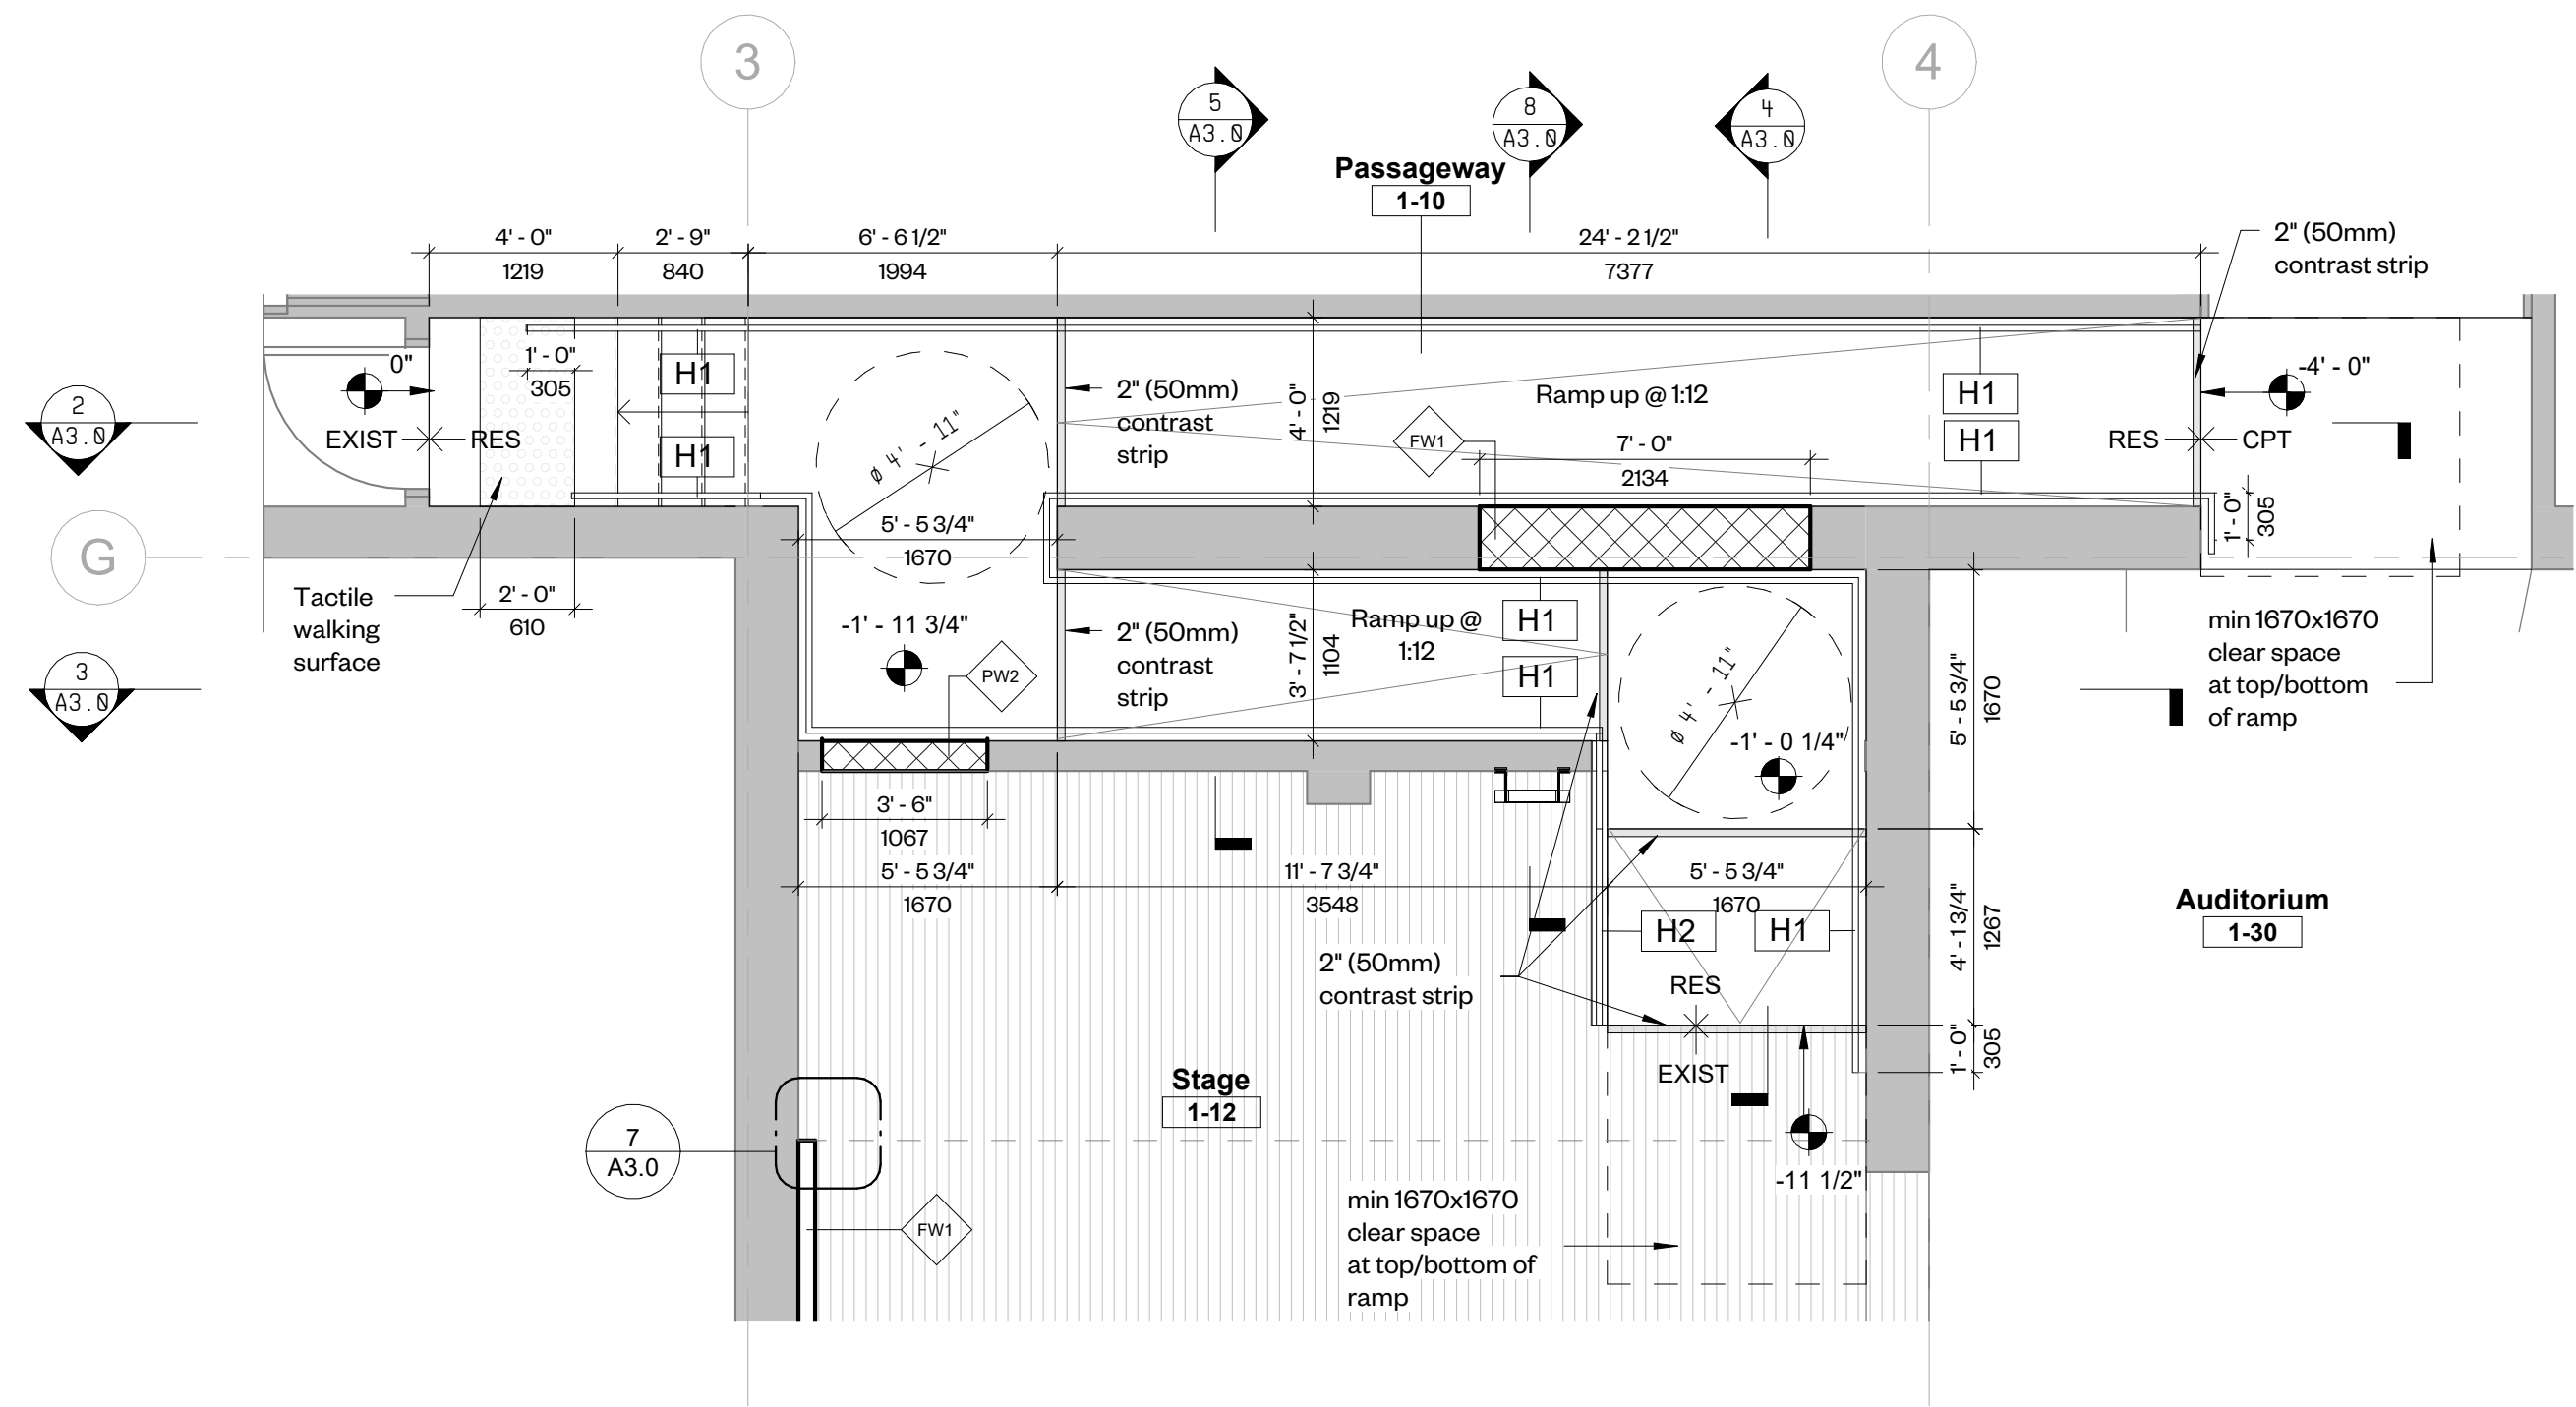 3
4
5
A3.0
8
A3.0
4
A3.0
Passageway
1-10
4' - 0"
1219
2' - 9"
840
6' - 6 1/2"
1994
24' - 2 1/2"
7377
2" (50mm)
contrast strip
0"
1' - 0"
305
H1
H1
EXIST
RES
2
A3.0
ø 4' - 11"
2" (50mm)
contrast
strip
4' - 0"
1219
Ramp up @ 1:12
FW1
7' - 0"
2134
H1
H1
RES
CPT
-4' - 0"
1' - 0"
305
G
5' - 5 3/4"
1670
Tactile
walking
surface
2' - 0"
610
3
A3.0
-1' - 11 3/4"
PW2
2" (50mm)
contrast
strip
3' - 7 1/2"
1104
Ramp up @
1:12
H1
H1
ø 4' - 11"
-1' - 0 1/4"
5' - 5 3/4"
1670
min 1670x1670
clear space
at top/bottom
of ramp
3' - 6"
1067
5' - 5 3/4"
1670
11' - 7 3/4"
3548
5' - 5 3/4"
1670
H2
H1
4' - 1 3/4"
1267
Auditorium
1-30
2" (50mm)
contrast strip
RES
EXIST
1' - 0"
305
Stage
1-12
7
A3.0
-11 1/2"
FW1
min 1670x1670
clear space
at top/bottom of
ramp